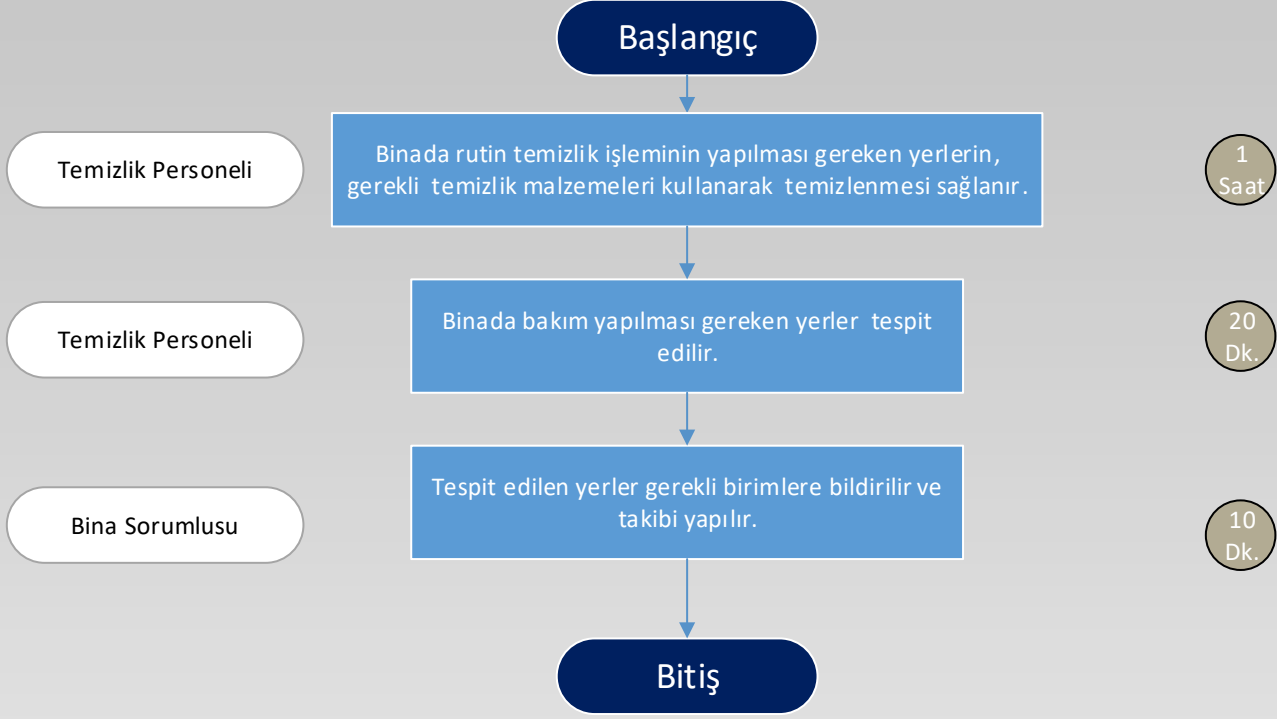 Başlangıç
Temizlik Personeli
Binada rutin temizlik işleminin yapılması gereken yerlerin,
gerekli temizlik malzemeleri kullanarak temizlenmesi sağlanır.
1
Saat
Temizlik Personeli
Binada bakım yapılması gereken yerler tespit
edilir.
20
Dk.
Bina Sorumlusu
Tespit edilen yerler gerekli birimlere bildirilir ve
takibi yapılır.
10
Dk.
Bitiş